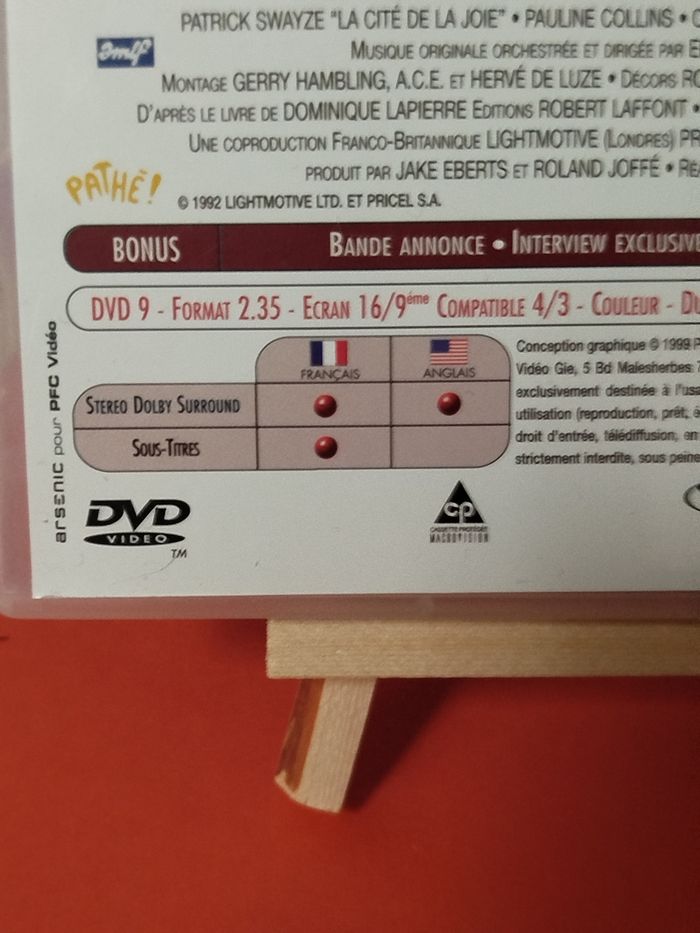 PATRICK SWAYZE "LA CITÉ DE LA JOIE" • PAULINE COLLINS •
amlf
MUSIQUE ORIGINALE ORCHESTRÉE ET DIRIGÉE PAR
MONTAGE GERRY HAMBLING, A.C.E. ET HERVÉ DE LUZE • DÉCORS
D'APRÈS LE LIVRE DE DOMINIQUE LAPIERRE EDITIONS ROBERT LAFFONT •
UNE COPRODUCTION FRANCO-BRITANNIQUE LIGHTMOTIVE (LONDRES)
PRODUIT PAR JAKE EBERTS ET ROLAND JOFFÉ •
PATHÉ!
© 1992 LIGHTMOTIVE LTD. ET PRICEL S.A.
BONUS BANDE ANNONCE • INTERVIEW EXCLUSIVE
DVD 9 - FORMAT 2.35 - ECRAN 16/9ème COMPATIBLE 4/3 - COULEUR -
FRANÇAIS ANGLAIS
STEREO DOLBY SURROUND
SOUS-TITRES
Conception graphique © 1999
Vidéo Gie, 5 Bd Malesherbes
exclusivement destinée à l'usa
utilisation (reproduction, prêt, é
droit d'entrée, télédiffusion, en
strictement interdite, sous peine
arsenic pour PFC Vidéo
DVD
VIDEO
TM
cp
CASSETTE PROTÉGÉE
MACROVISION